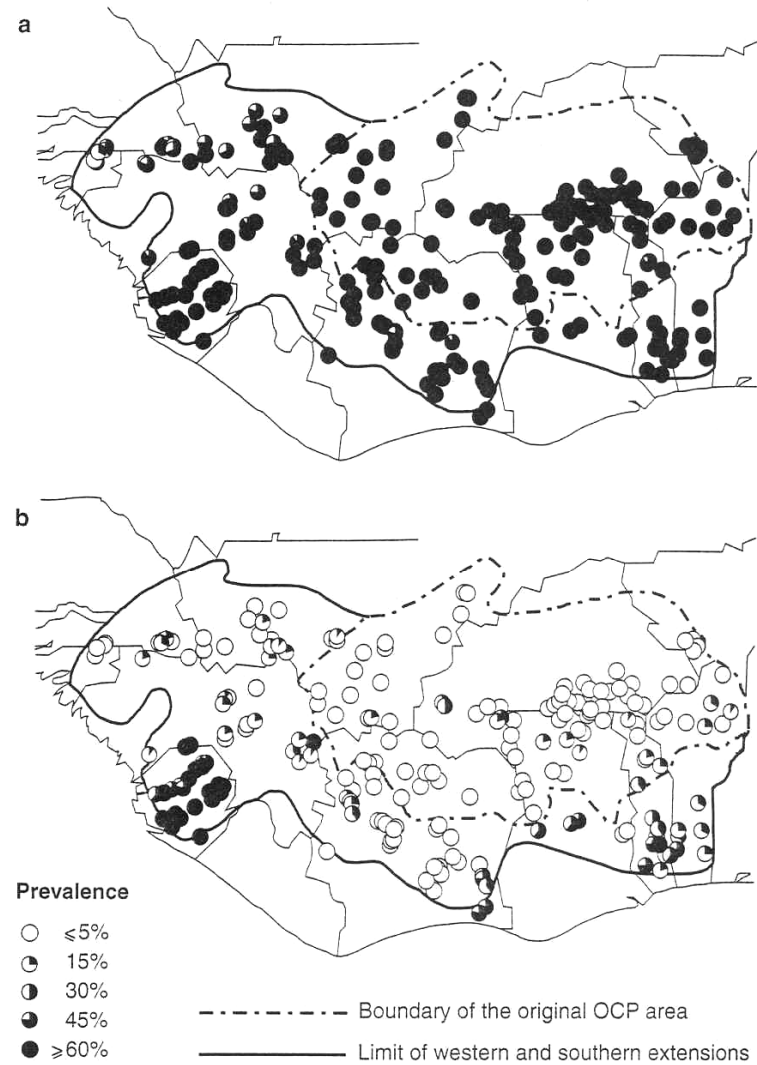 a
b
Prevalence
⩽5%
15%
30%
45%
⩾60%
Boundary of the original OCP area
Limit of western and southern extensions